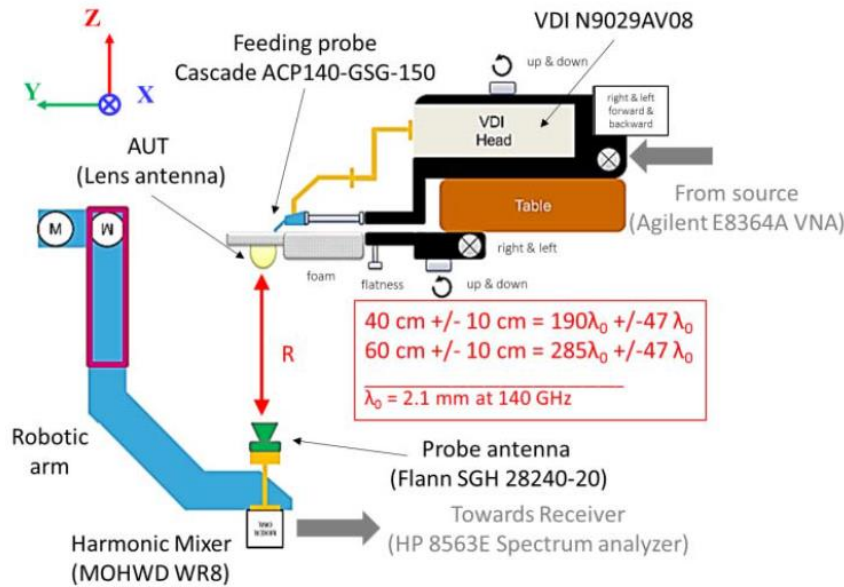 Z
Y
X
Feeding probe
Cascade ACP140-GSG-150
VDI N9029AV08
up & down
right & left
forward &
backward
VDI
Head
AUT
(Lens antenna)
From source
(Agilent E8364A VNA)
Table
M
M
foam
flatness
right & left
up & down
R
40 cm +/- 10 cm = 190λ₀ +/-47 λ₀
60 cm +/- 10 cm = 285λ₀ +/-47 λ₀
λ₀ = 2.1 mm at 140 GHz
Robotic
arm
Probe antenna
(Flann SGH 28240-20)
Harmonic Mixer
(MOHWD WR8)
Towards Receiver
(HP 8563E Spectrum analyzer)